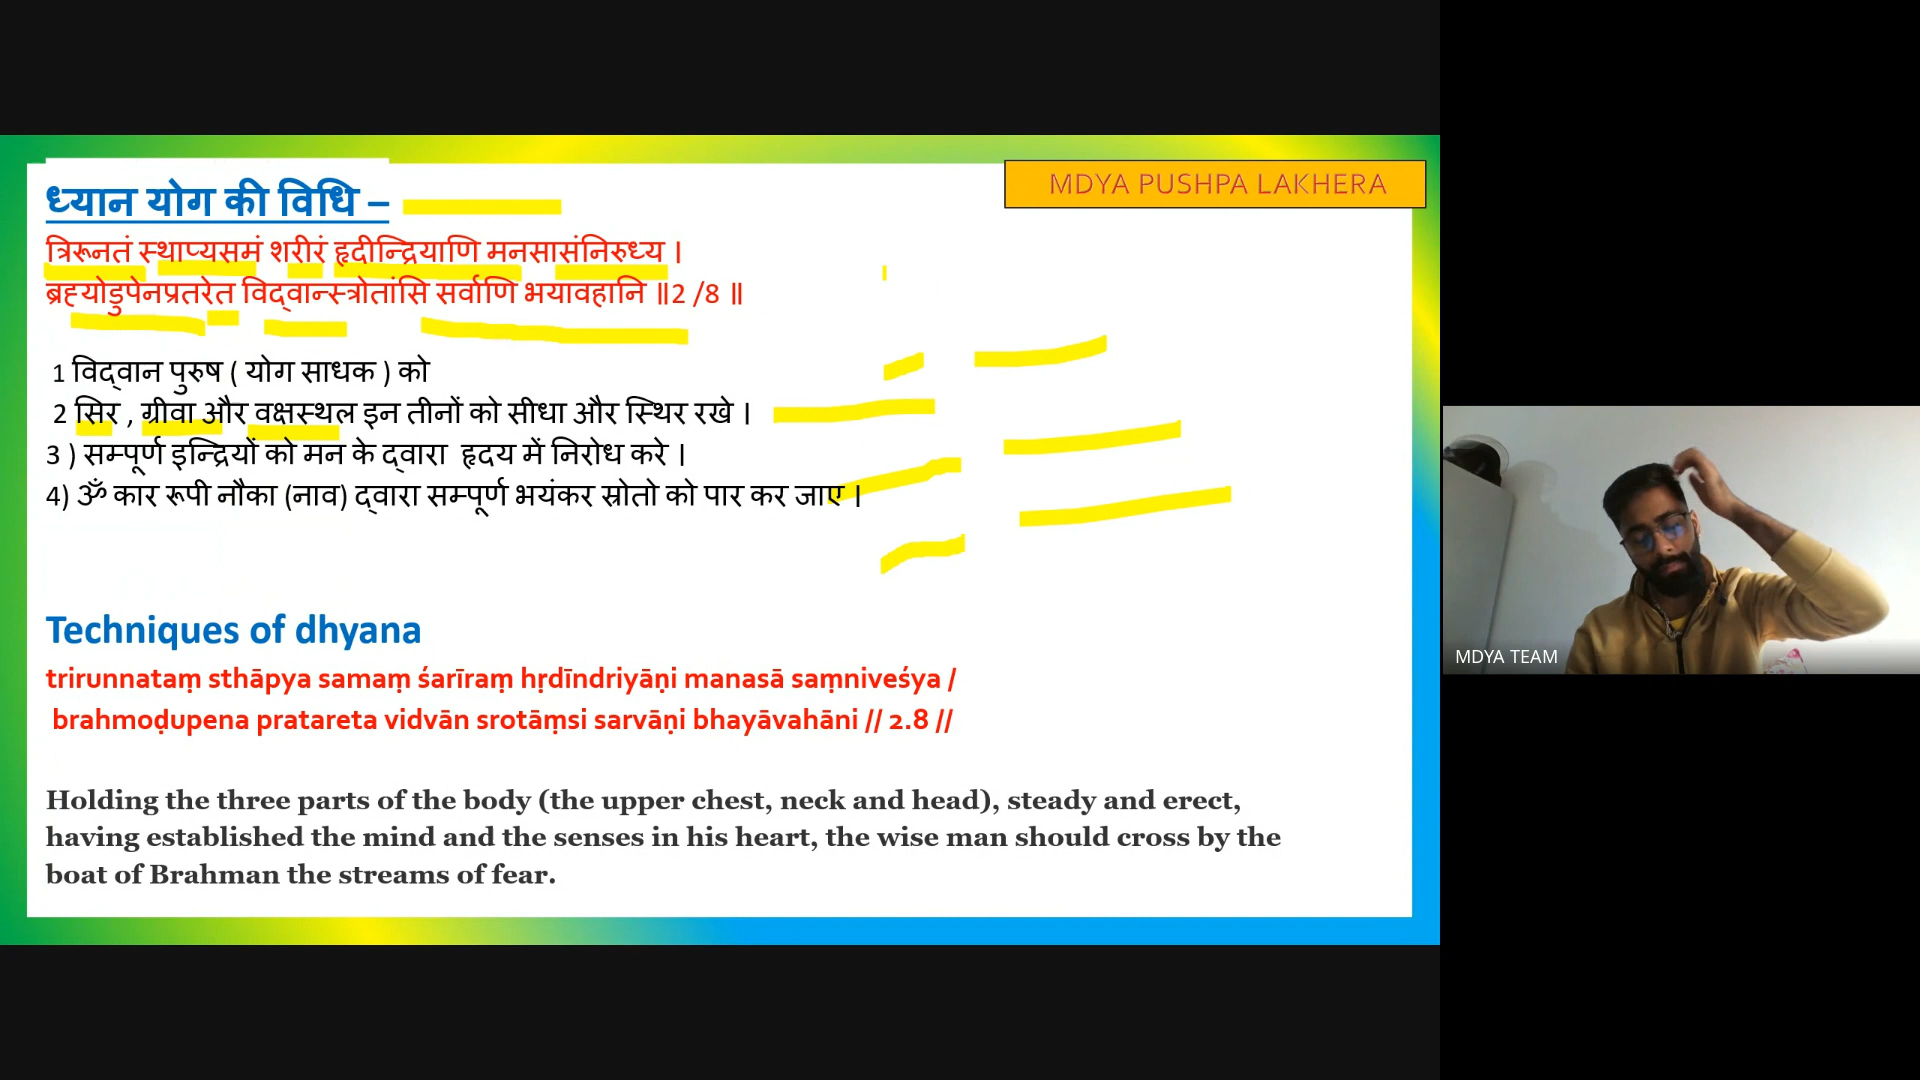 ध्यान योग की विधि –
MDYA PUSHPA LAKHERA
त्रिरूनतं स्थाप्यसमं शरीरं हृदीन्द्रियाणि मनसासंनिरुध्य ।
ब्रह्योडुपेनप्रतरेत विद्वान्स्त्रोतांसि सर्वाणि भयावहानि ॥2 /8 ॥
1 विद्वान पुरुष ( योग साधक ) को
2 सिर , ग्रीवा और वक्षस्थल इन तीनों को सीधा और स्थिर रखे ।
3 ) सम्पूर्ण इन्द्रियों को मन के द्वारा हृदय में निरोध करे ।
4) ॐ कार रूपी नौका (नाव) द्वारा सम्पूर्ण भयंकर स्रोतो को पार कर जाए ।
Techniques of dhyana
trirunnataṃ sthāpya samaṃ śarīraṃ hṛdīndriyāṇi manasā saṃniveśya /
brahmoḍupena pratareta vidvān srotāṃsi sarvāṇi bhayāvahāni // 2.8 //
Holding the three parts of the body (the upper chest, neck and head), steady and erect,
having established the mind and the senses in his heart, the wise man should cross by the
boat of Brahman the streams of fear.
MDYA TEAM